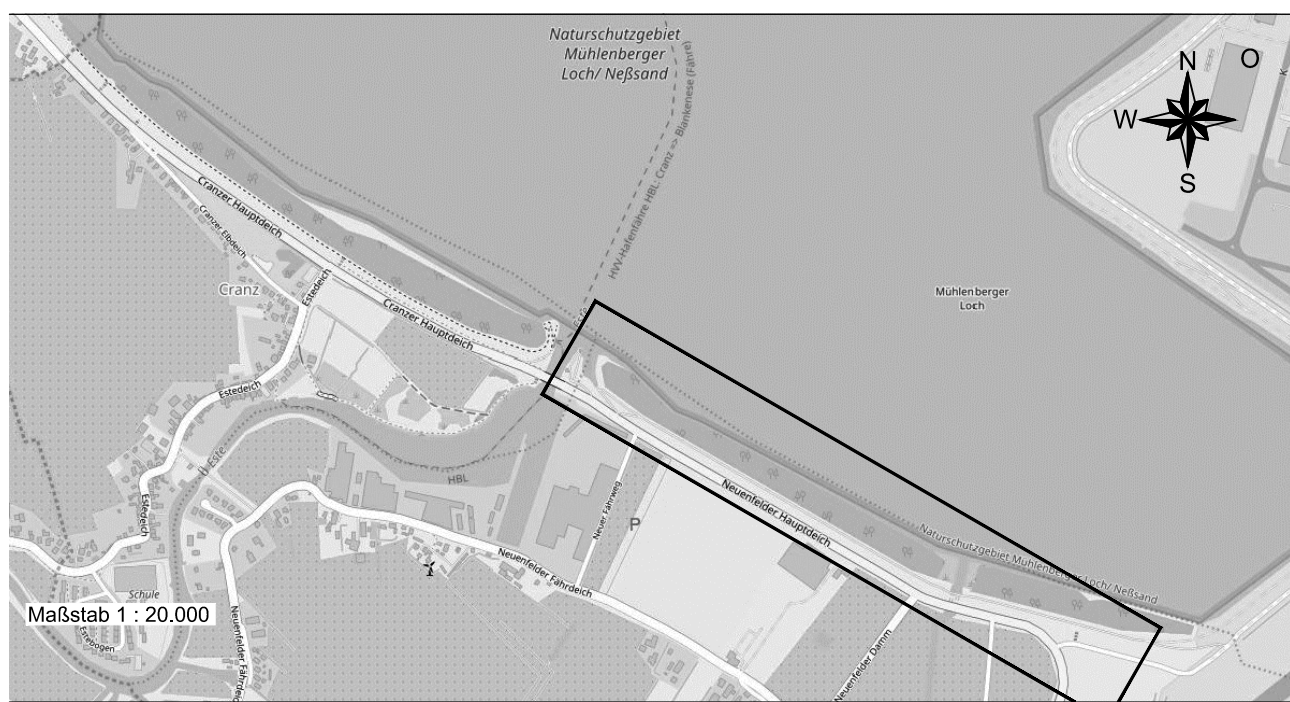 Naturschutzgebiet
Mühlenberger
Loch/ Neßsand
N
O
W
S
K
HVV-Hafenfähre HBL: Cranz => Blankenese (Fähre)
Cranzer Hauptdeich
Cranzer Elbdeich
Cranz
Estedeich
Cranzer Hauptdeich
Mühlenberger
Loch
Estedeich
Este
HBL
Estedeich
Neuer Fährweg
P
Neuenfelder Hauptdeich
Naturschutzgebiet Mühlenberger Loch/ Neßsand
Neuenfelder Fährdeich
Schule
Maßstab 1 : 20.000
Estebogen
Neuenfelder Fährdeich
Neuenfelder Damm